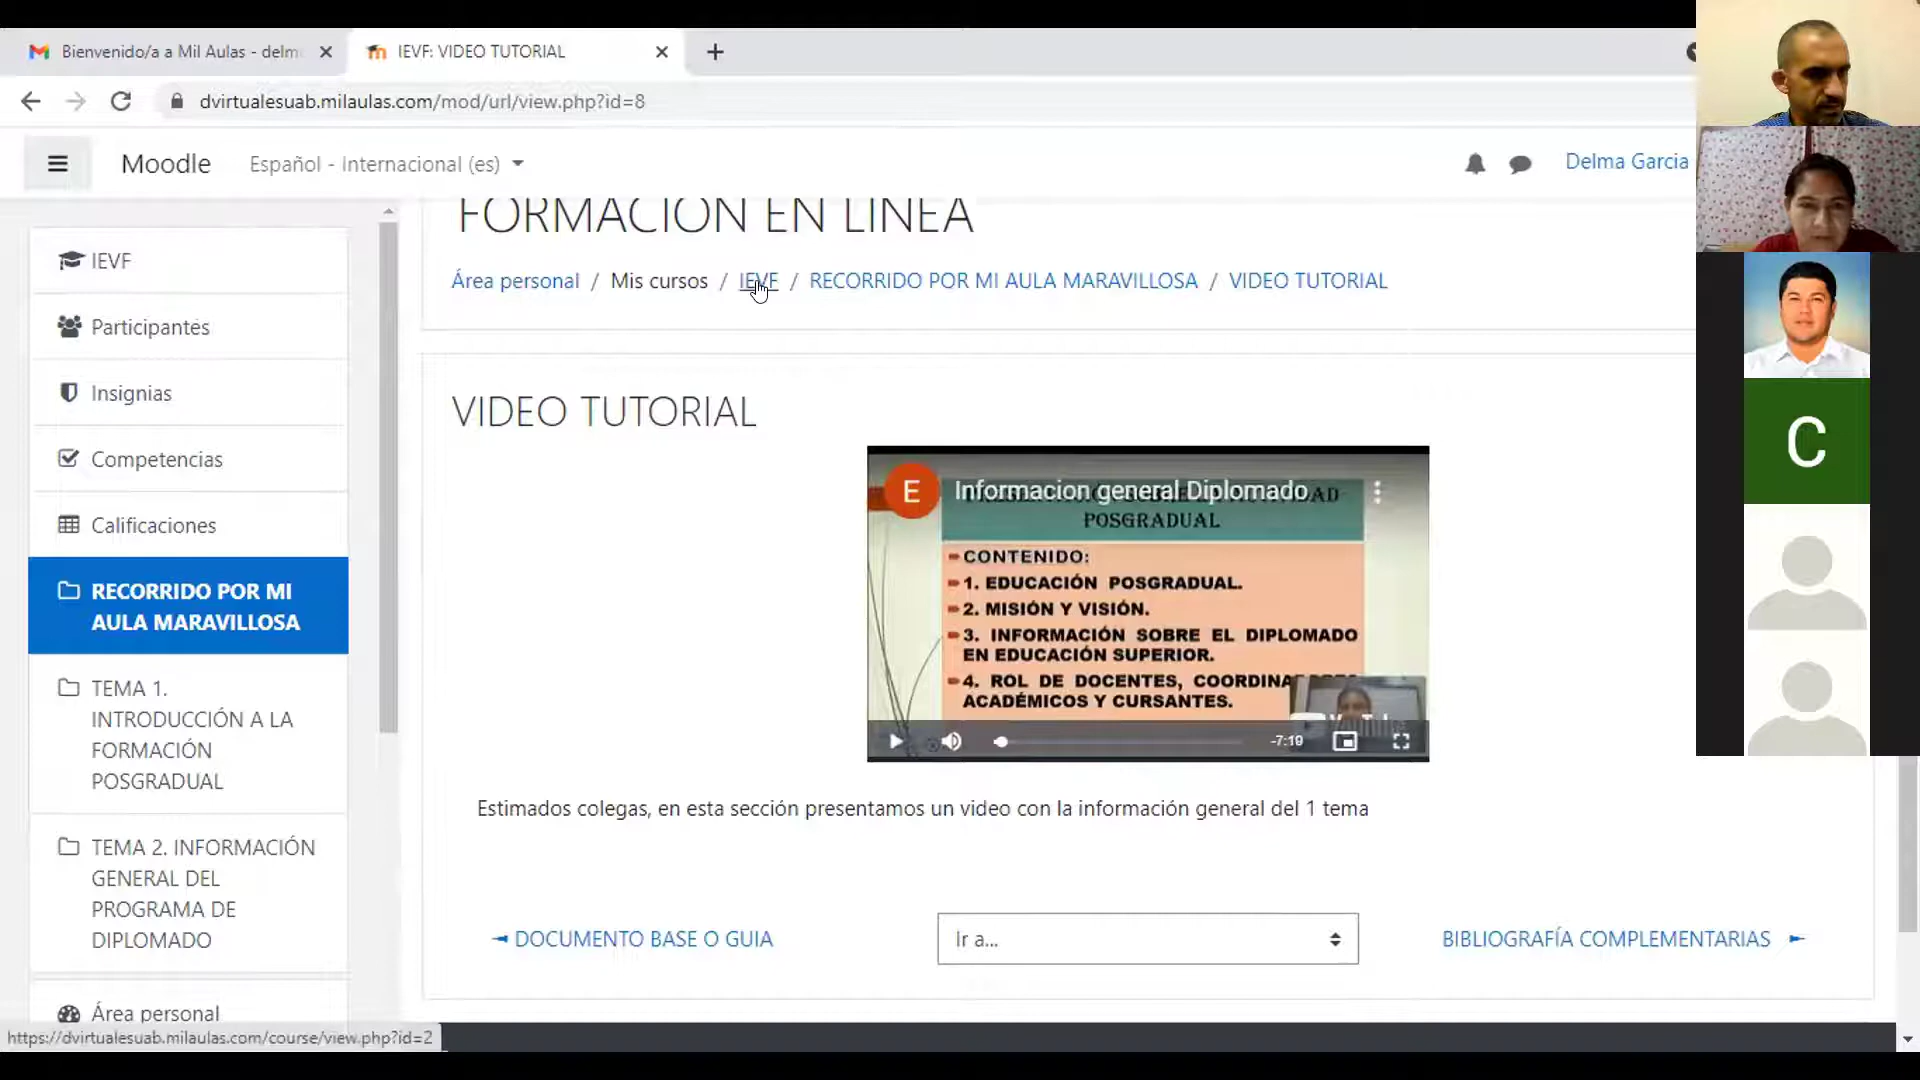 Bienvenido/a a Mil Aulas - delm
IEVF: VIDEO TUTORIAL
dvirtualesuab.milaulas.com/mod/url/view.php?id=8
Moodle
Español - Internacional (es)
Delma Garcia
FORMACIÓN EN LÍNEA
Área personal / Mis cursos / IEVF / RECORRIDO POR MI AULA MARAVILLOSA / VIDEO TUTORIAL
IEVF
Participantes
Insignias
Competencias
Calificaciones
RECORRIDO POR MI
AULA MARAVILLOSA
TEMA 1.
INTRODUCCIÓN A LA
FORMACIÓN
POSGRADUAL
TEMA 2. INFORMACIÓN
GENERAL DEL
PROGRAMA DE
DIPLOMADO
Área personal
VIDEO TUTORIAL
E
Informacion general Diplomado
POSGRADUAL
CONTENIDO:
1. EDUCACIÓN POSGRADUAL.
2. MISIÓN Y VISIÓN.
3. INFORMACIÓN SOBRE EL DIPLOMADO
EN EDUCACIÓN SUPERIOR.
4. ROL DE DOCENTES,
ACADÉMICOS Y CURSANTES.
-7:19
Estimados colegas, en esta sección presentamos un video con la información general del 1 tema
DOCUMENTO BASE O GUIA
Ir a...
BIBLIOGRAFÍA COMPLEMENTARIAS
https://dvirtualesuab.milaulas.com/course/view.php?id=2
C